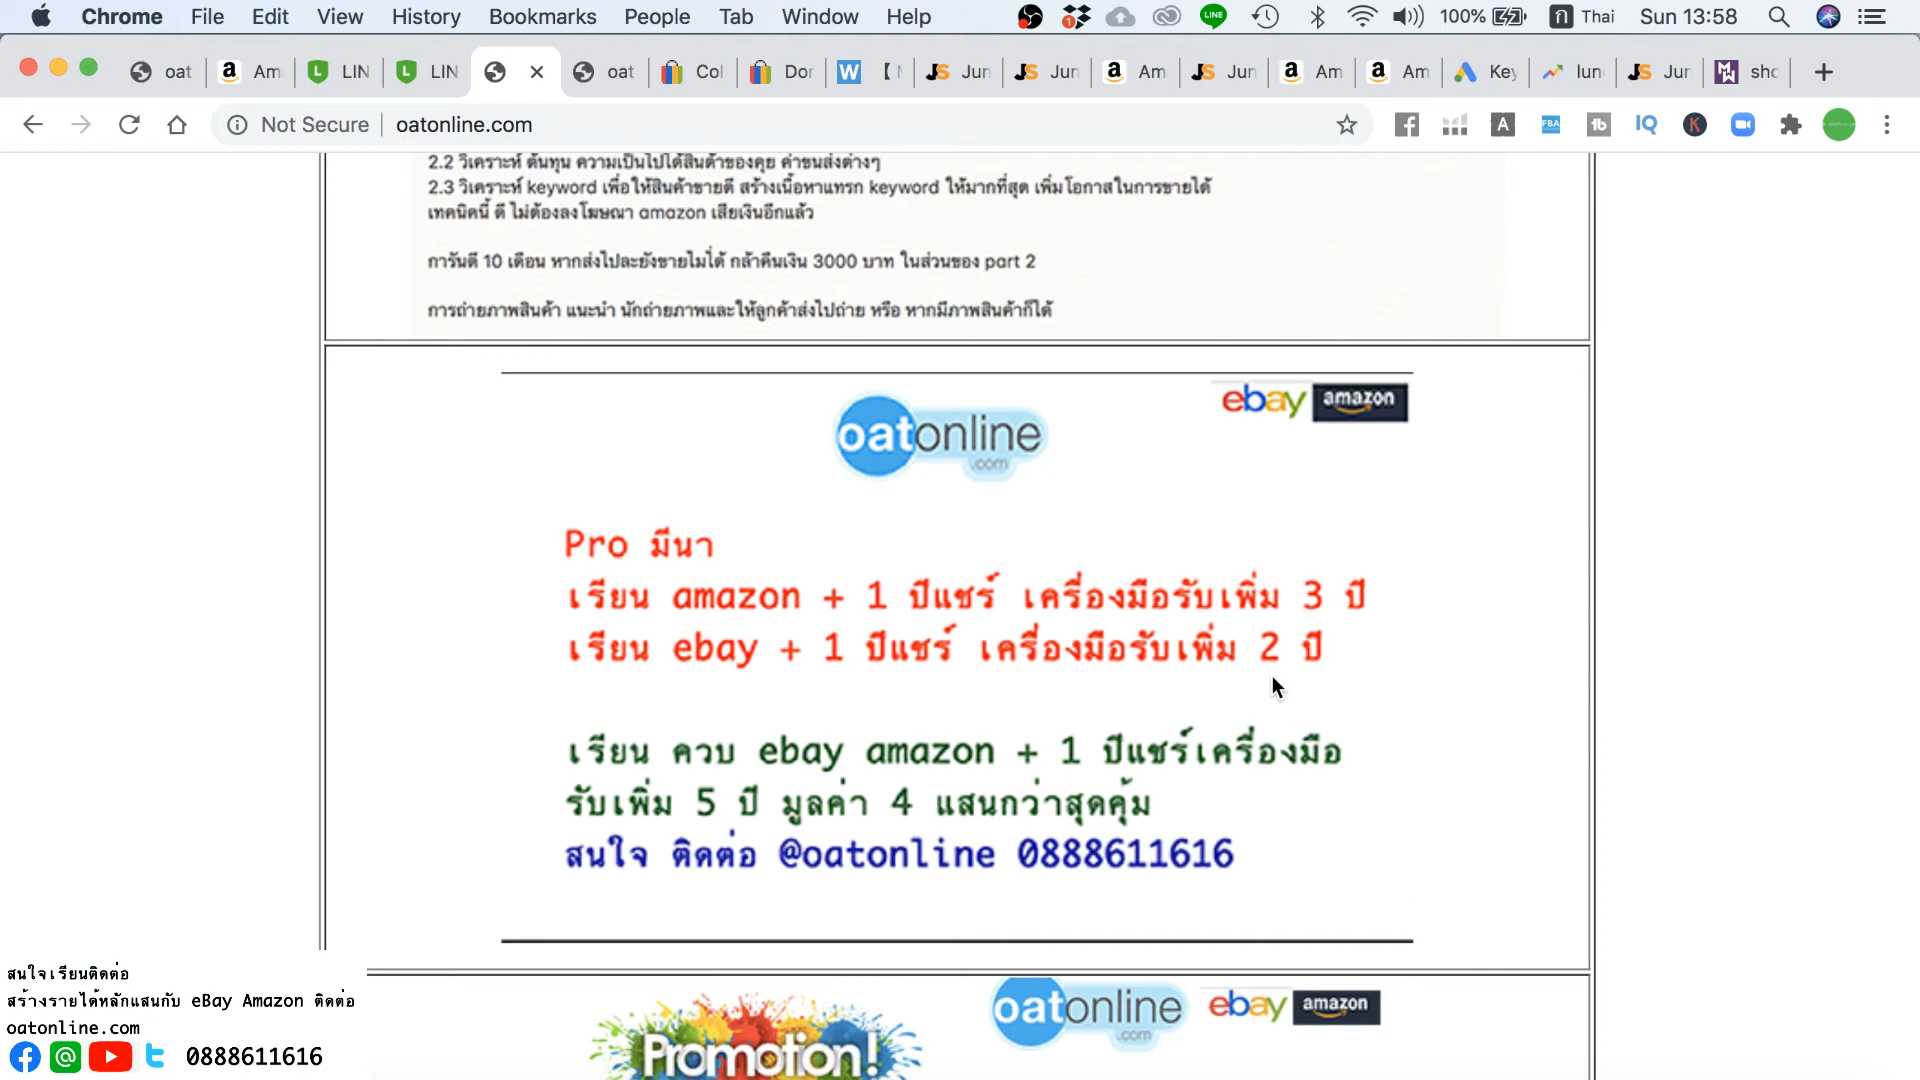 Chrome File Edit View History Bookmarks People Tab Window Help LINE 100% ก Thai Sun 13:58
oat Am LIN LIN oat Col Dor Jun Jun Am Jun Am Am Key lun Jun sho
Not Secure oatonline.com
2.2 วิเคราะห์ ต้นทุน ความเป็นไปได้สินค้าของคุย ค่าขนส่งต่างๆ
2.3 วิเคราะห์ keyword เพื่อให้สินค้าขายดี สร้างเนื้อหาแทรก keyword ให้มากที่สุด เพิ่มโอกาสในการขายได้
เทคนิคนี้ ดี ไม่ต้องลงโฆษณา amazon เสียเงินอีกแล้ว
การันตี 10 เดือน หากส่งไปละยังขายไม่ได้ กล้าคืนเงิน 3000 บาท ในส่วนของ part 2
การถ่ายภาพสินค้า แนะนำ นักถ่ายภาพและให้ลูกค้าส่งไปถ่าย หรือ หากมีภาพสินค้าก็ได้
ebay amazon
oatonline
.com
Pro มีนา
เรียน amazon + 1 ปีแชร์ เครื่องมือรับเพิ่ม 3 ปี
เรียน ebay + 1 ปีแชร์ เครื่องมือรับเพิ่ม 2 ปี
เรียน ควบ ebay amazon + 1 ปีแชร์เครื่องมือ
รับเพิ่ม 5 ปี มูลค่า 4 แสนกว่าสุดคุ้ม
สนใจ ติดต่อ @oatonline 0888611616
oatonline
.com
ebay amazon
Promotion!
สนใจเรียนติดต่อ
สร้างรายได้หลักแสนกับ eBay Amazon ติดต่อ
oatonline.com
0888611616